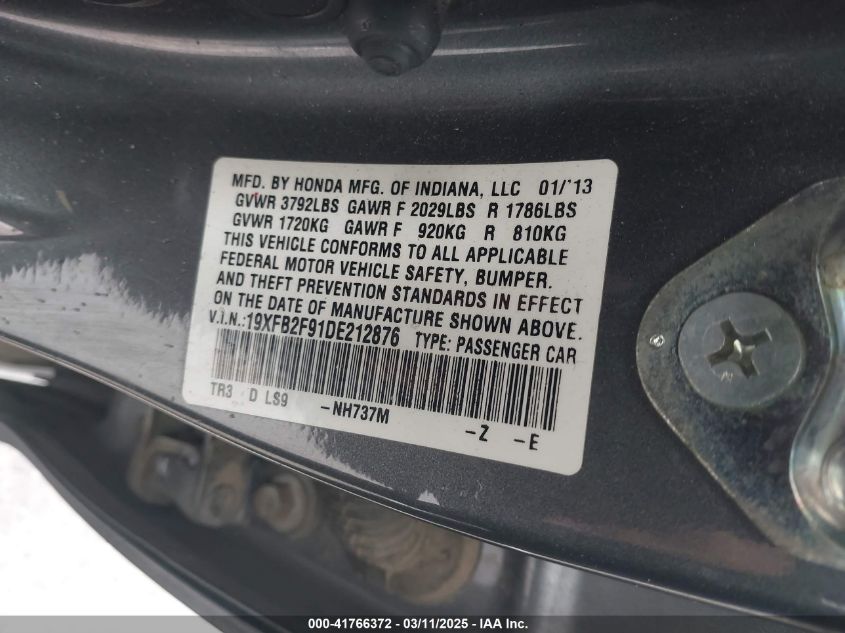 MFD. BY HONDA MFG. OF INDIANA, LLC 01/'13
GVWR 3792LBS GAWR F 2029LBS R 1786LBS
GVWR 1720KG GAWR F 920KG R 810KG
THIS VEHICLE CONFORMS TO ALL APPLICABLE
FEDERAL MOTOR VEHICLE SAFETY, BUMPER.
AND THEFT PREVENTION STANDARDS IN EFFECT
ON THE DATE OF MANUFACTURE SHOWN ABOVE.
V.I.N.:19XFB2F91DE212876 TYPE: PASSENGER CAR
TR3 D LS9 -NH737M -Z -E
000-41766372 / 03/11/2025 - IAA Inc.